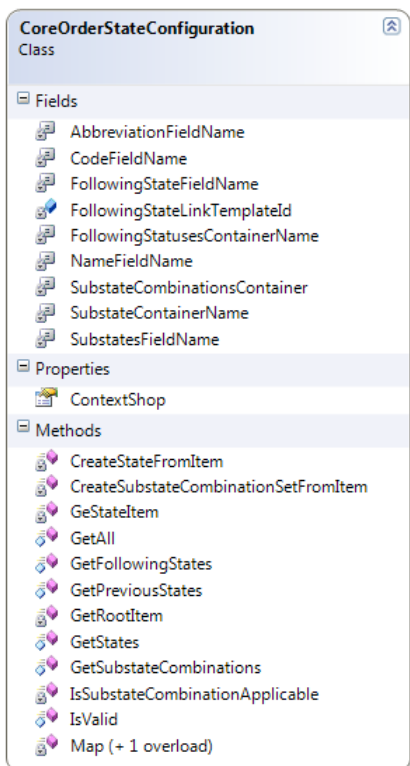 CoreOrderStateConfiguration
Class
Fields
AbbreviationFieldName
CodeFieldName
FollowingStateFieldName
FollowingStateLinkTemplateId
FollowingStatusesContainerName
NameFieldName
SubstateCombinationsContainer
SubstateContainerName
SubstatesFieldName
Properties
ContextShop
Methods
CreateStateFromItem
CreateSubstateCombinationSetFromItem
GeStateItem
GetAll
GetFollowingStates
GetPreviousStates
GetRootItem
GetStates
GetSubstateCombinations
IsSubstateCombinationApplicable
IsValid
Map (+ 1 overload)